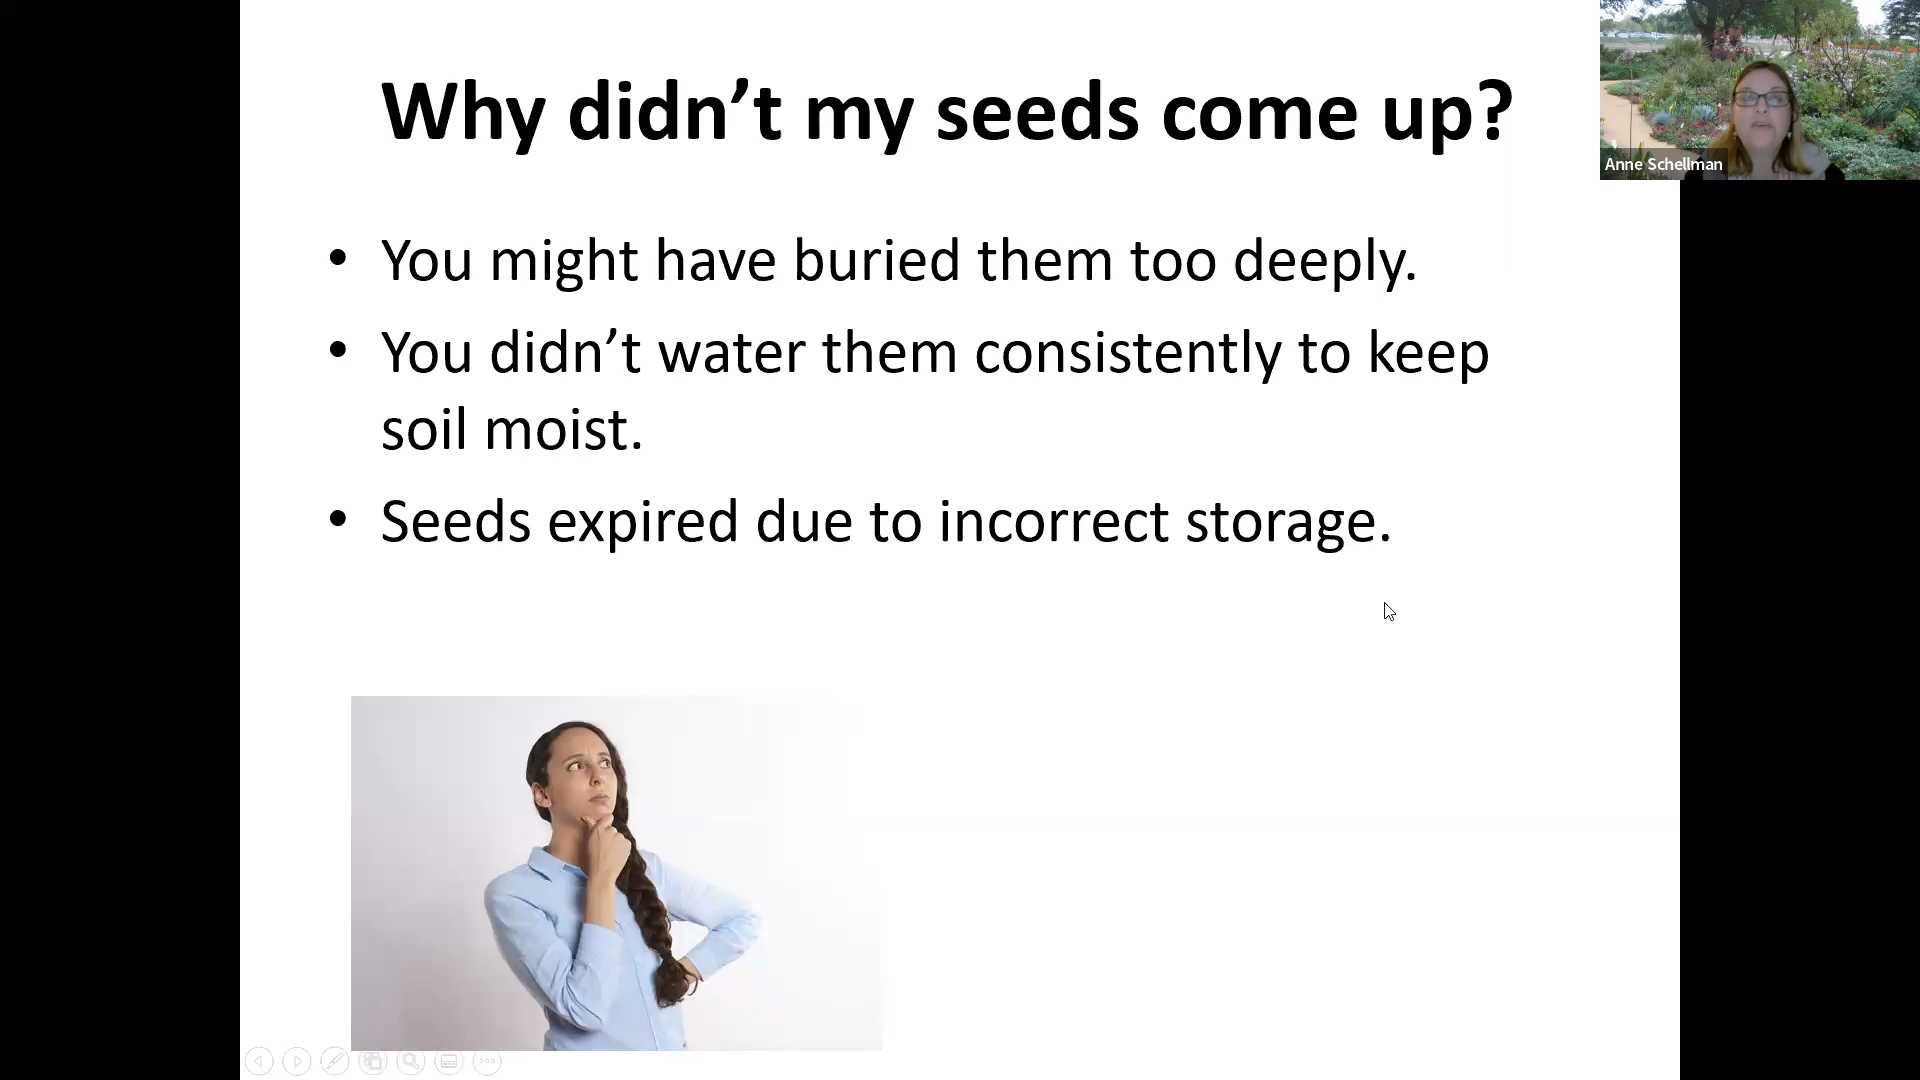 Why didn’t my seeds come up?
• You might have buried them too deeply.
• You didn’t water them consistently to keep
soil moist.
• Seeds expired due to incorrect storage.
Anne Schellman